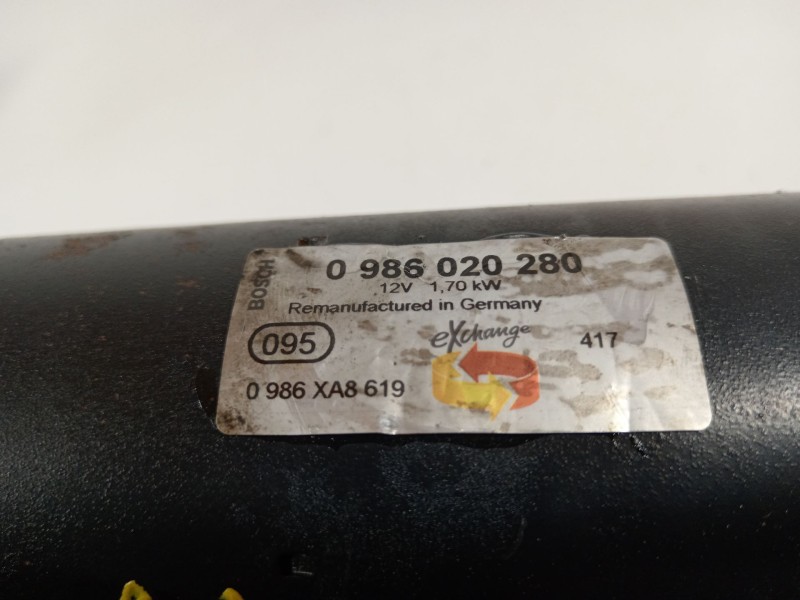 BOSCH
0 986 020 280
12V 1,70 kW
Remanufactured in Germany
095
eXchange
417
0 986 XA8 619